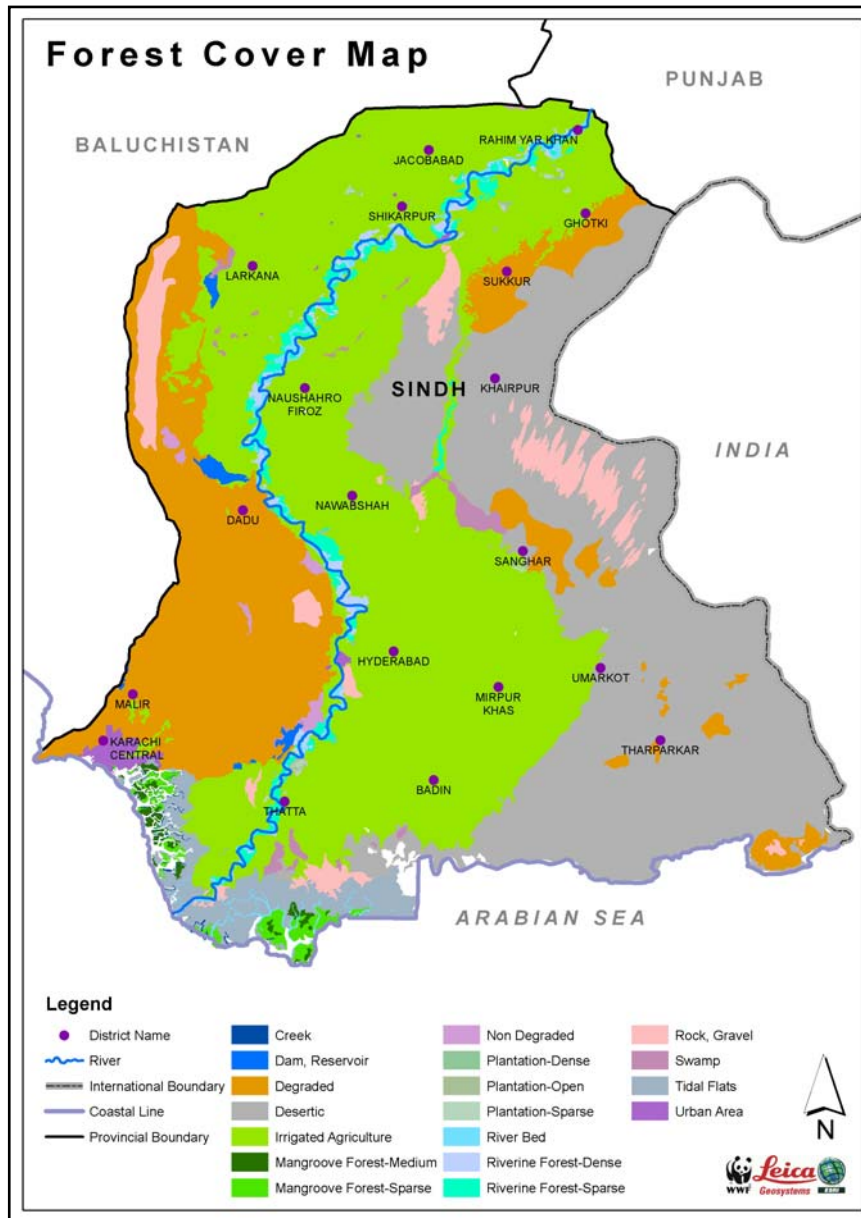 Forest Cover Map
PUNJAB
BALUCHISTAN
RAHIM YAR KHAN
JACOBABAD
SHIKARPUR
GHOTKI
LARKANA
SUKKUR
SINDH
KHAIRPUR
NAUSHAHRO
FIROZ
INDIA
NAWABSHAH
DADU
SANGHAR
HYDERABAD
UMARKOT
MIRPUR
KHAS
MALIR
KARACHI
CENTRAL
THARPARKAR
BADIN
THATTA
ARABIAN SEA
Legend
District Name
River
International Boundary
Coastal Line
Provincial Boundary
Creek
Dam, Reservoir
Degraded
Desertic
Irrigated Agriculture
Mangroove Forest-Medium
Mangroove Forest-Sparse
Non Degraded
Plantation-Dense
Plantation-Open
Plantation-Sparse
River Bed
Riverine Forest-Dense
Riverine Forest-Sparse
Rock, Gravel
Swamp
Tidal Flats
Urban Area
N
WWF
Leica
Geosystems
ESRI